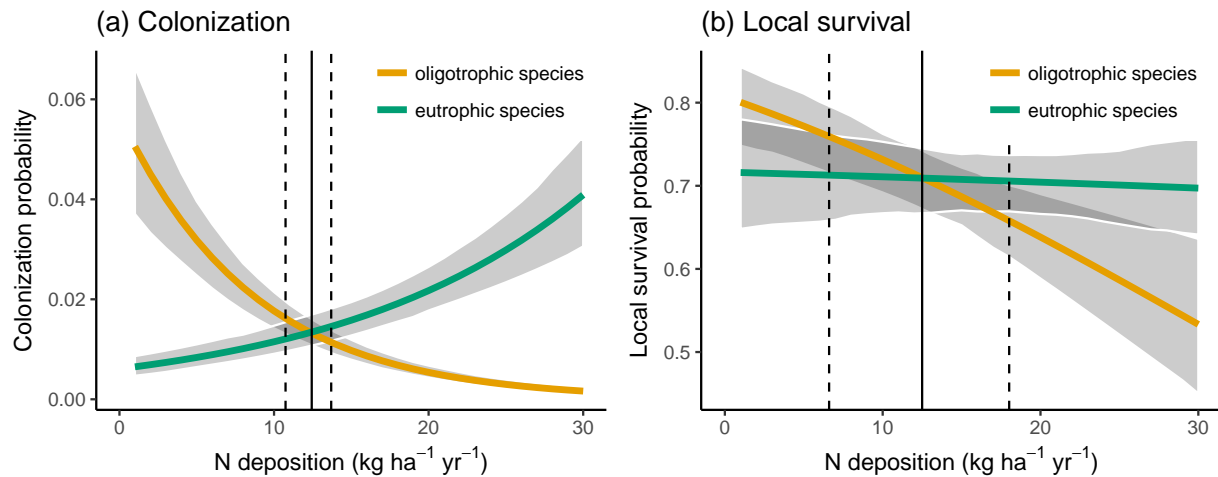 (a) Colonization
Colonization probability
0.06
0.04
0.02
0.00
oligotrophic species
eutrophic species
0
10
20
30
N deposition (kg ha⁻¹ yr⁻¹)
(b) Local survival
Local survival probability
0.8
0.7
0.6
0.5
oligotrophic species
eutrophic species
0
10
20
30
N deposition (kg ha⁻¹ yr⁻¹)